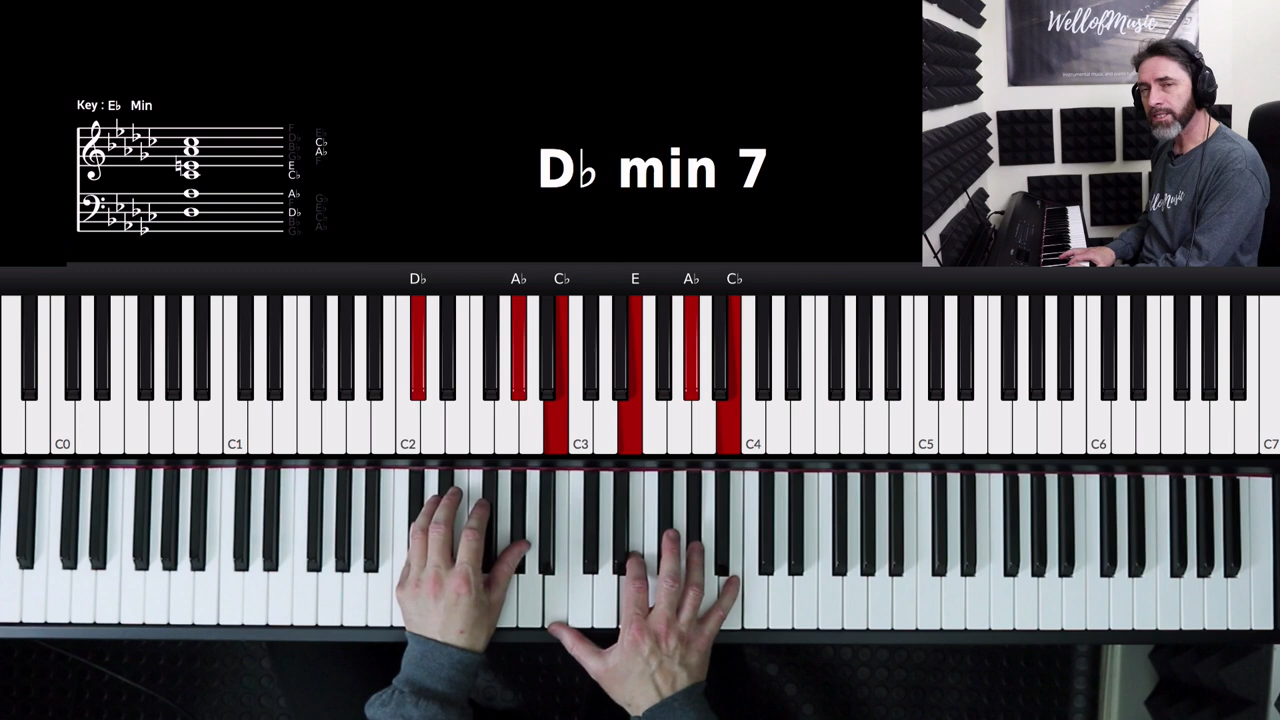 Key : E♭ Min
D♭ min 7
WellofMusic
E
C♭
A♭
D♭
C♭
A♭
D♭ A♭ C♭ E A♭ C♭
C0 C1 C2 C3 C4 C5 C6 C7